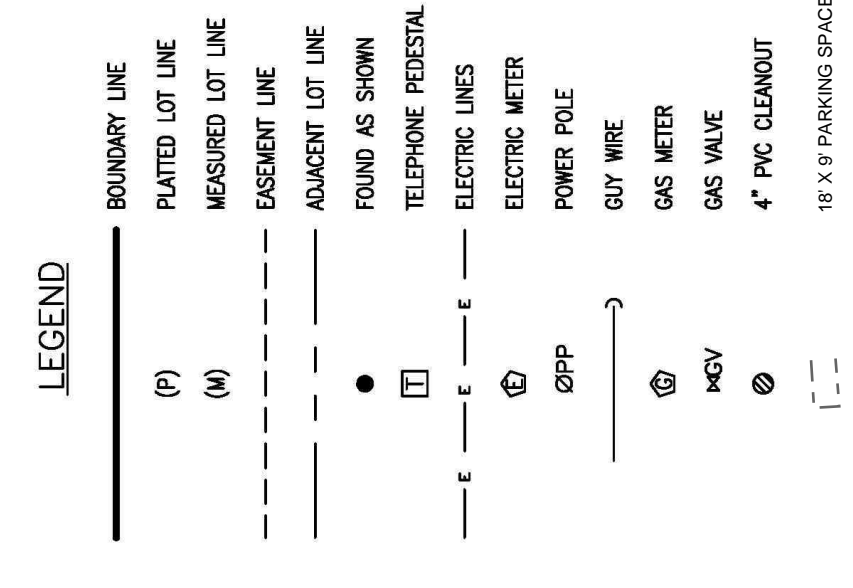 LEGEND
BOUNDARY LINE
(P) PLATTED LOT LINE
(M) MEASURED LOT LINE
EASEMENT LINE
ADJACENT LOT LINE
FOUND AS SHOWN
T TELEPHONE PEDESTAL
E E E ELECTRIC LINES
E ELECTRIC METER
ØPP POWER POLE
GUY WIRE
G GAS METER
GV GAS VALVE
4" PVC CLEANOUT
18' X 9' PARKING SPACE